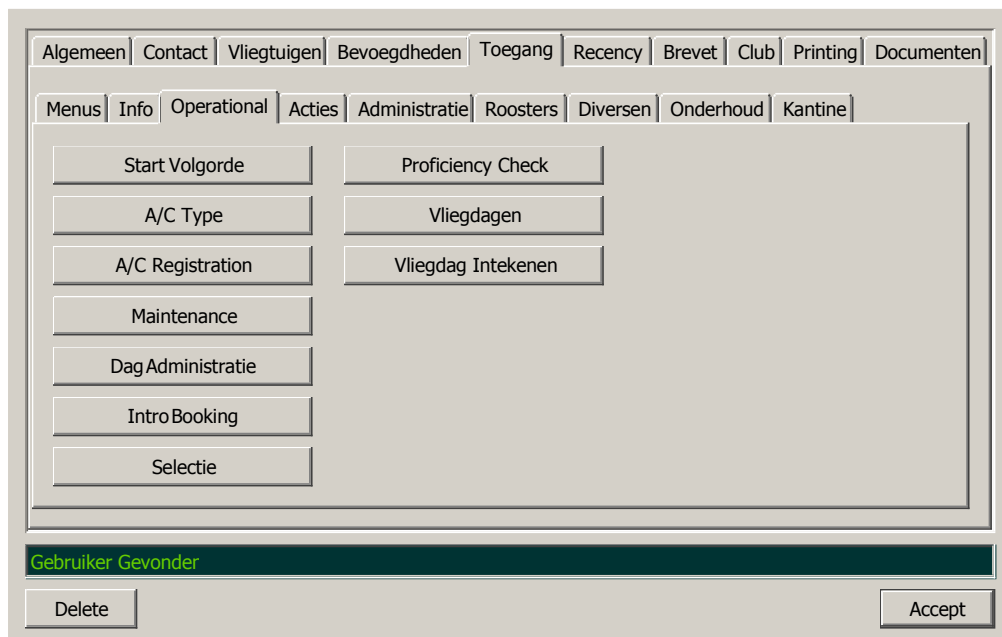 Algemeen Contact Vliegtuigen Bevoegdheden Toegang Recency Brevet Club Printing Documenten
Menus Info Operational Acties Administratie Roosters Diversen Onderhoud Kantine
Start Volgorde Proficiency Check
A/C Type Vliegdagen
A/C Registration Vliegdag Intekenen
Maintenance
Dag Administratie
Intro Booking
Selectie
Gebruiker Gevonder
Delete Accept